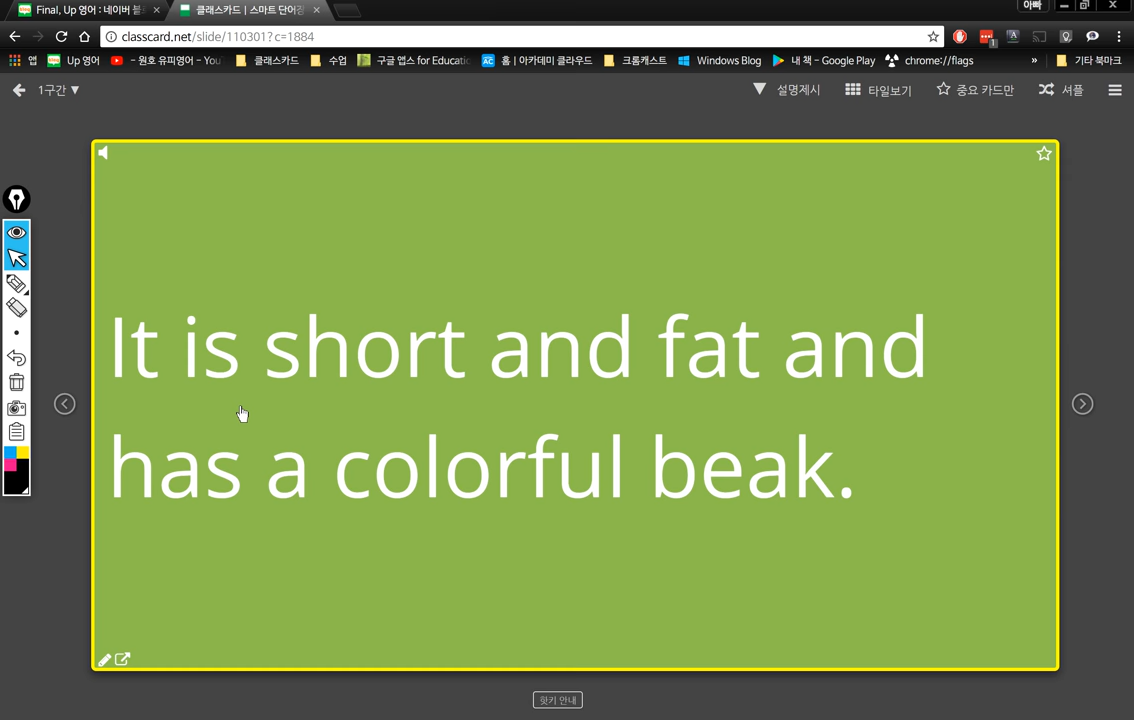 Final, Up 영어 : 네이버 블
클래스카드 | 스마트 단어장
아빠
classcard.net/slide/110301?c=1884
앱
Up 영어
- 원호 유피영어 - You
클래스카드
수업
구글 앱스 for Educatio
홈 | 아카데미 클라우드
크롬캐스트
Windows Blog
내 책 - Google Play
chrome://flags
»
기타 북마크
1구간 ▼
▼ 설명제시
타일보기
중요 카드만
셔플
It is short and fat and
has a colorful beak.
핫키 안내